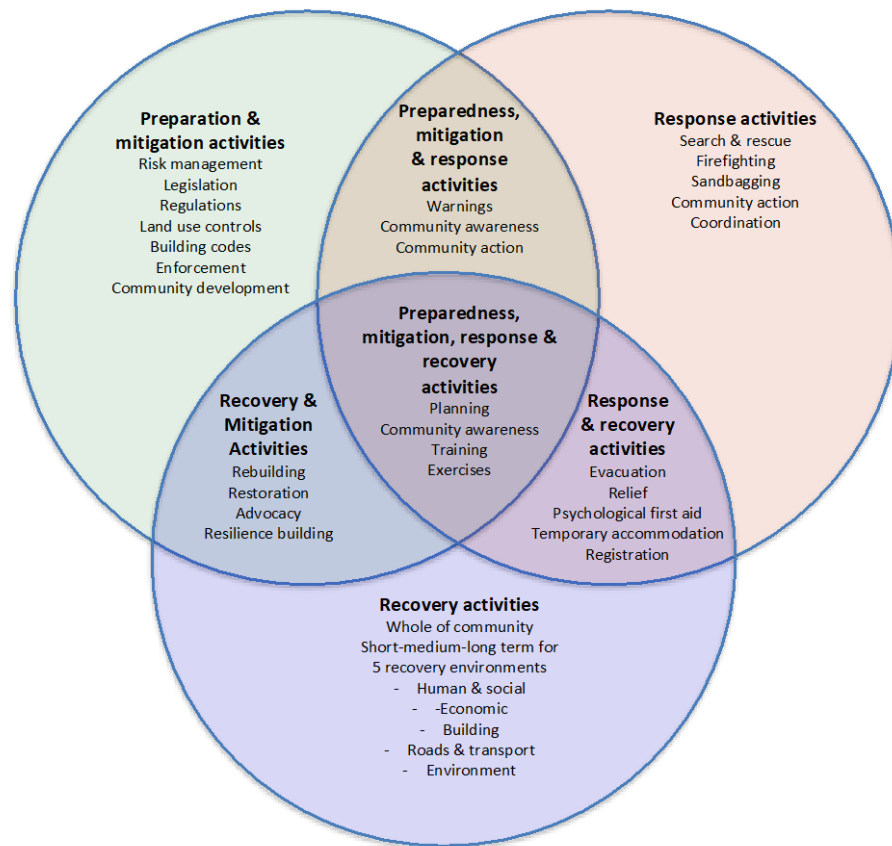 Preparation &
mitigation activities
Risk management
Legislation
Regulations
Land use controls
Building codes
Enforcement
Community development
Preparedness,
mitigation
& response
activities
Warnings
Community awareness
Community action
Response activities
Search & rescue
Firefighting
Sandbagging
Community action
Coordination
Preparedness,
mitigation, response &
recovery
activities
Planning
Community awareness
Training
Exercises
Recovery &
Mitigation
Activities
Rebuilding
Restoration
Advocacy
Resilience building
Response
& recovery
activities
Evacuation
Relief
Psychological first aid
Temporary accommodation
Registration
Recovery activities
Whole of community
Short-medium-long term for
5 recovery environments
- Human & social
- -Economic
- Building
- Roads & transport
- Environment